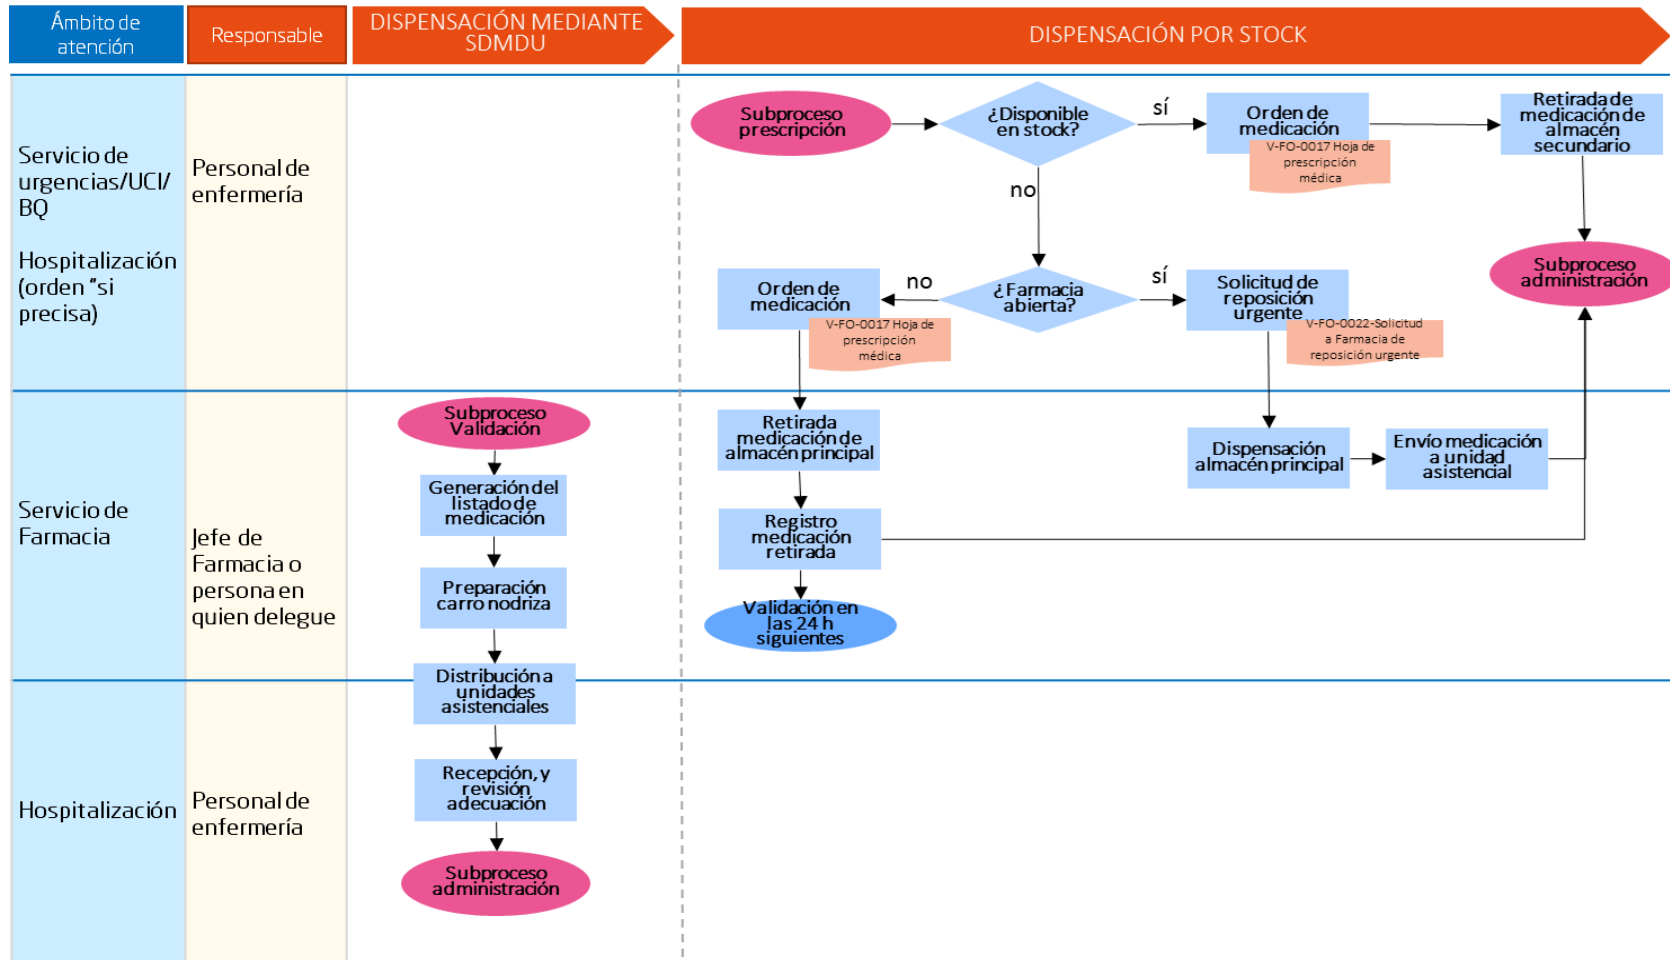 Ámbito de
atención
Responsable
DISPENSACIÓN MEDIANTE
SDMDU
DISPENSACIÓN POR STOCK
Servicio de
urgencias/UCI/
BQ
Hospitalización
(orden "si
precisa)
Personal de
enfermería
Subproceso
prescripción
¿Disponible
en stock?
sí
Orden de
medicación
V-FO-0017 Hoja de
prescripción
médica
Retirada de
medicación de
almacén
secundario
no
Subproceso
administración
Orden de
medicación
V-FO-0017 Hoja de
prescripción
médica
no
¿Farmacia
abierta?
sí
Solicitud de
reposición
urgente
V-FO-0022-Solicitud
a Farmacia de
reposición urgente
Servicio de
Farmacia
Jefe de
Farmacia o
persona en
quien delegue
Subproceso
Validación
Generación del
listado de
medicación
Preparación
carro nodriza
Distribución a
unidades
asistenciales
Retirada
medicación de
almacén principal
Registro
medicación
retirada
Validación en
las 24 h
siguientes
Dispensación
almacén principal
Envío medicación
a unidad
asistencial
Hospitalización
Personal de
enfermería
Recepción, y
revisión
adecuación
Subproceso
administración